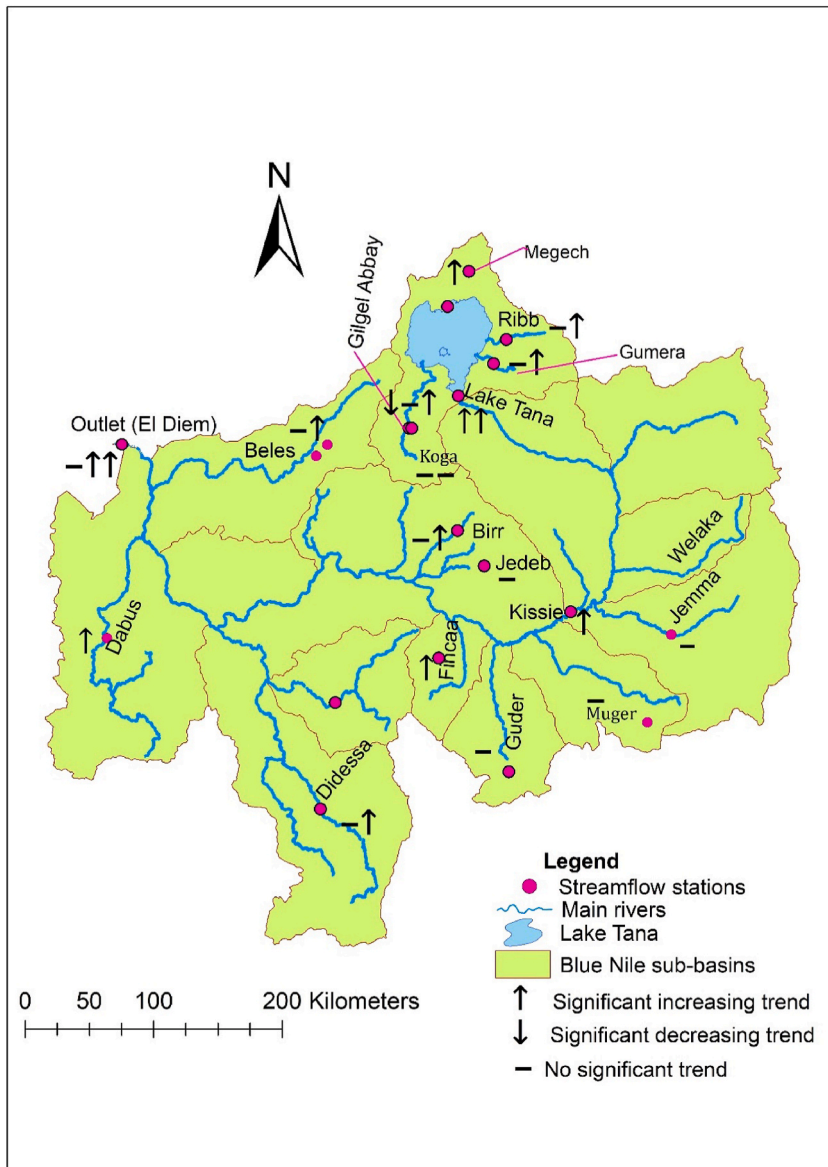 N
Megech
Gilgel Abbay
Ribb
Gumera
Lake Tana
Outlet (El Diem)
Beles
Koga
Birr
Jedeb
Welaka
Kissie
Jemma
Dabus
Fincaa
Guder
Muger
Didessa
Legend
Streamflow stations
Main rivers
Lake Tana
Blue Nile sub-basins
Significant increasing trend
Significant decreasing trend
No significant trend
0 50 100 200 Kilometers